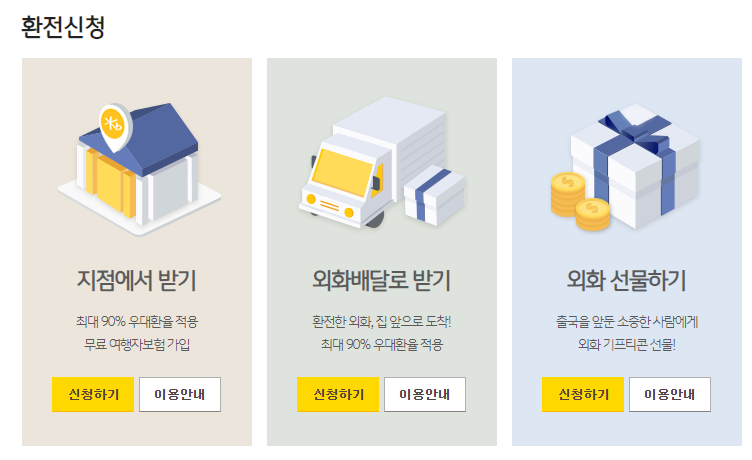 환전신청
지점에서 받기
최대 90% 우대환율 적용
무료 여행자보험 가입
신청하기
이용안내
외화배달로 받기
환전한 외화, 집 앞으로 도착!
최대 90% 우대환율 적용
신청하기
이용안내
외화 선물하기
출국을 앞둔 소중한 사람에게
외화 기프티콘 선물!
신청하기
이용안내